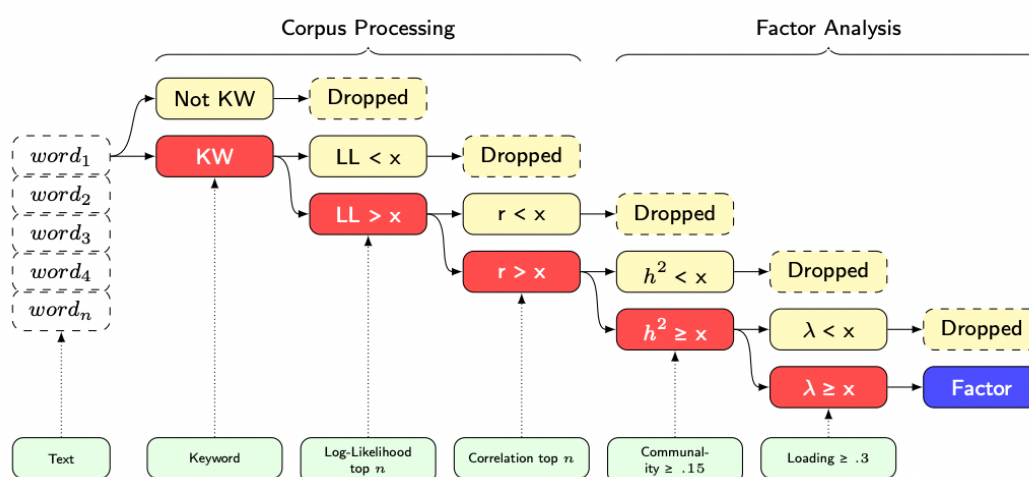 Corpus Processing
Factor Analysis
Not KW
Dropped
word₁
KW
LL < x
Dropped
word₂
LL > x
r < x
Dropped
word₃
word₄
r > x
h² < x
Dropped
wordₙ
h² ≥ x
λ < x
Dropped
λ ≥ x
Factor
Text
Keyword
Log-Likelihood
top n
Correlation top n
Communal-
ity ≥ .15
Loading ≥ .3